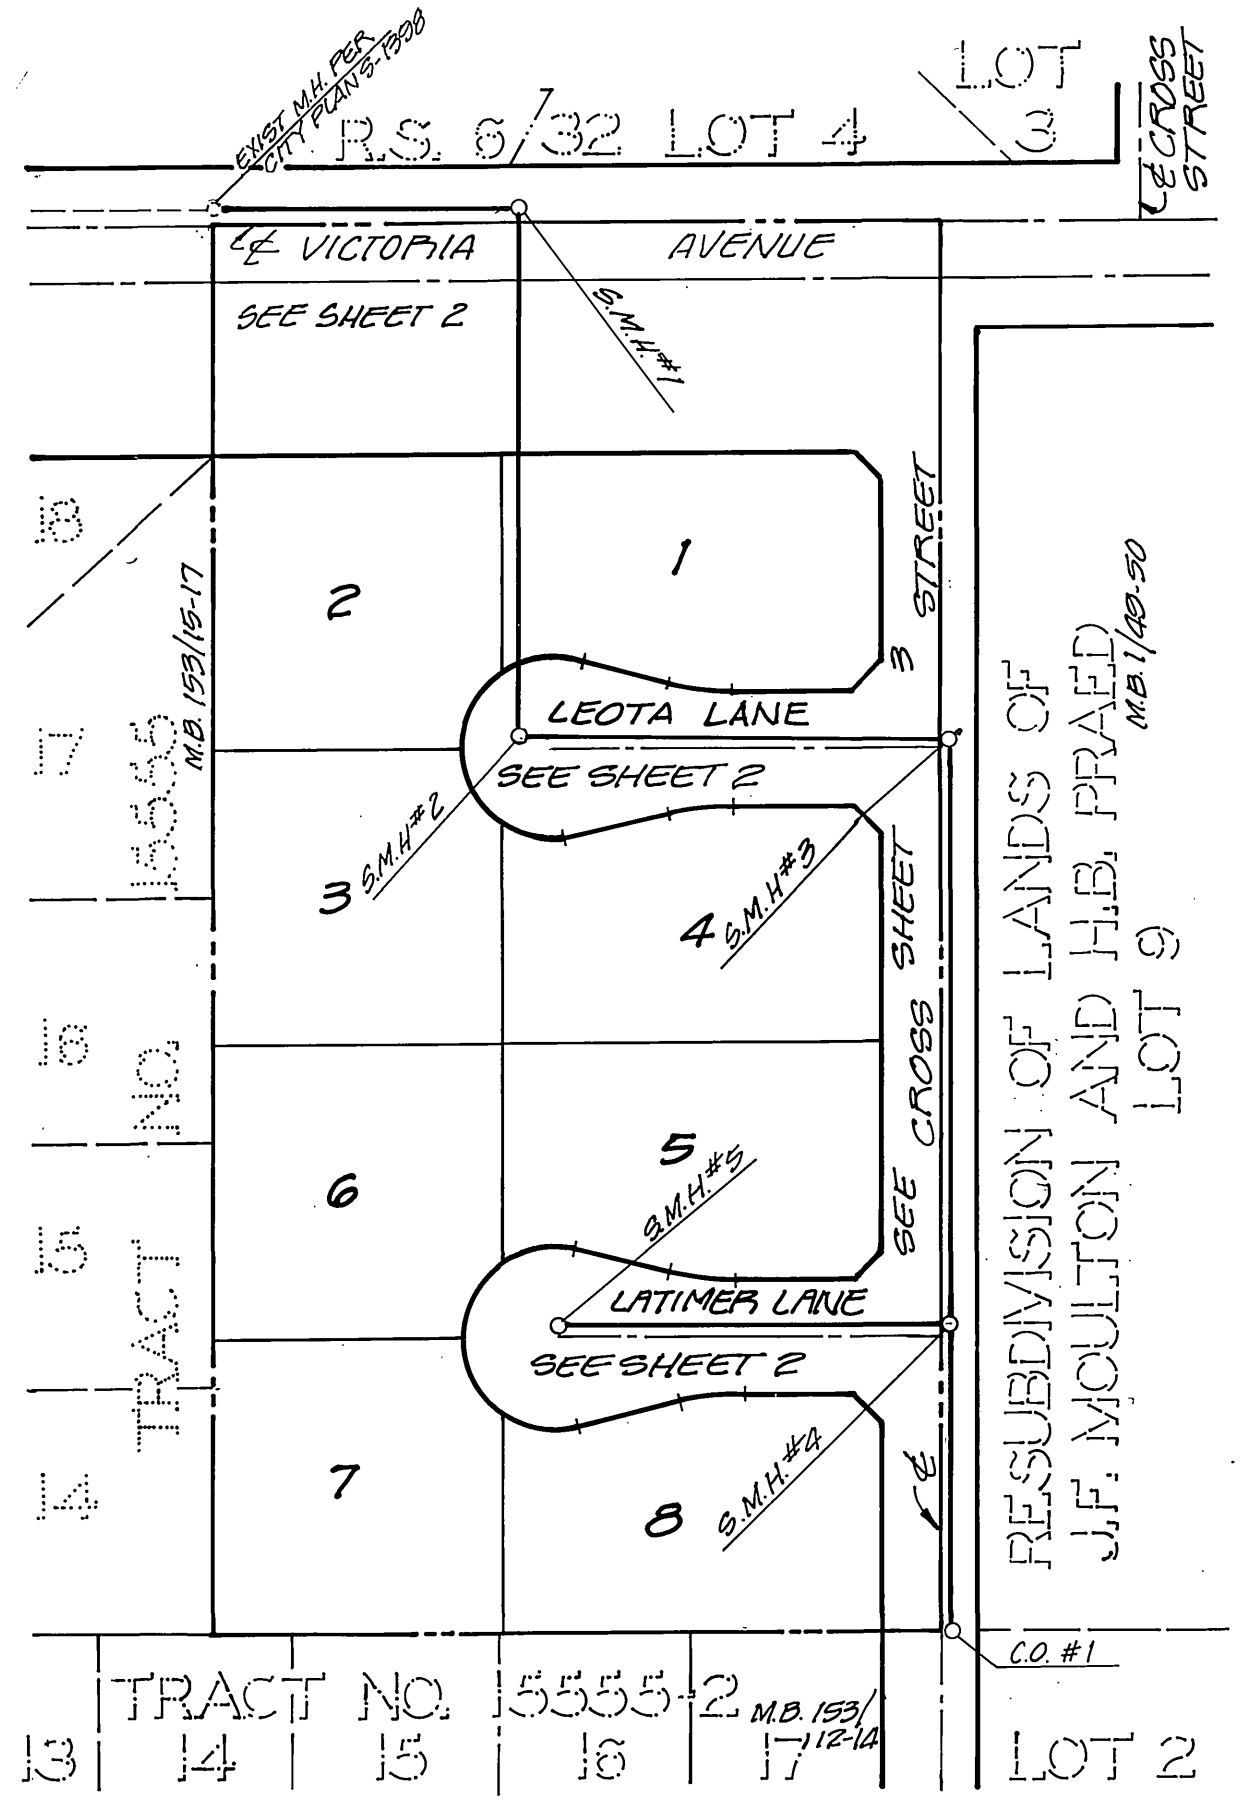 EXIST M.H. PER
CITY PLAN S-1398
R.S. 6/32 LOT 4
LOT
3
℄ CROSS
STREET
℄ VICTORIA AVENUE
SEE SHEET 2
S.M.H.#1
18
M.B. 153/15-17
2
1
STREET
3
M.B. 1/49-50
17
LEOTA LANE
SEE SHEET 2
S.M.H#2
3
4
S.M.H#3
SHEET
CROSS
SEE
RESUBDIVISION OF LANDS OF
J.F. MOULTON AND H.B. PRAED
LOT 9
TRACT NO. 15555
16
15
14
6
5
S.M.H.#5
LATIMER LANE
SEE SHEET 2
7
8
S.M.H.#4
℄
C.O. #1
TRACT NO. 15555-2
M.B. 153/
12-14
13 14 15 16 17
LOT 2